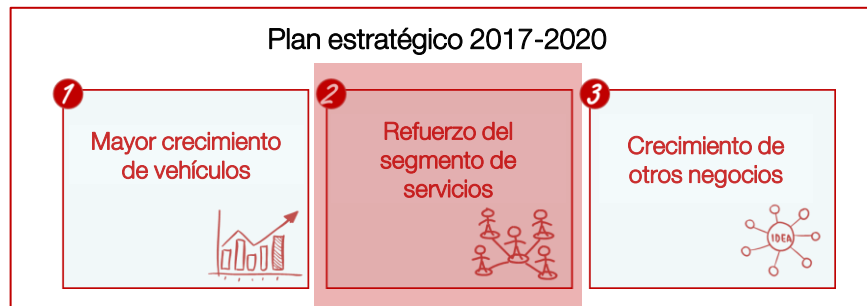 Plan estratégico 2017-2020
1
Mayor crecimiento
de vehículos
2
Refuerzo del
segmento de
servicios
3
Crecimiento de
otros negocios
IDEA